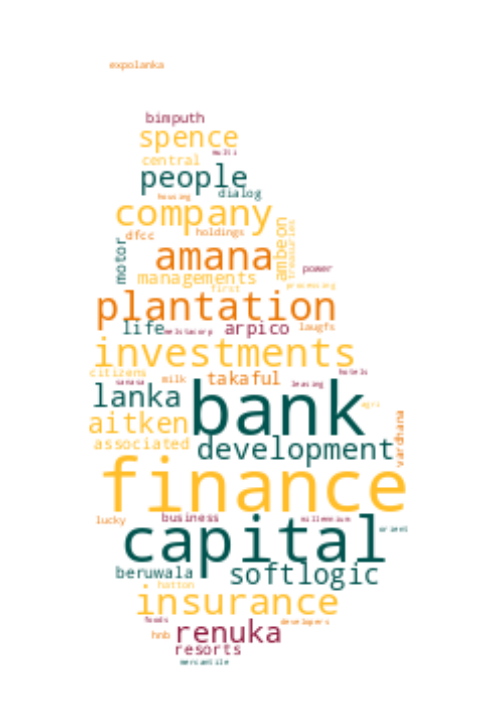 expolanka
bimputh
spence
multi
central
people
dialog
housing
company
dfcc
holdings
ambeon
treasuries
motor
amana
power
managements
first
processing
plantation
life
welstacorp
arpico
laugfs
investments
citizens
hotels
sanasa
milk
takaful
leasing
lanka
bank
agri
aitken
vardhana
associated
development
finance
lucky
business
millennium
capital
orient
beruwala
softlogic
hatton
insurance
foods
developers
hnb
renuka
resorts
mercantile